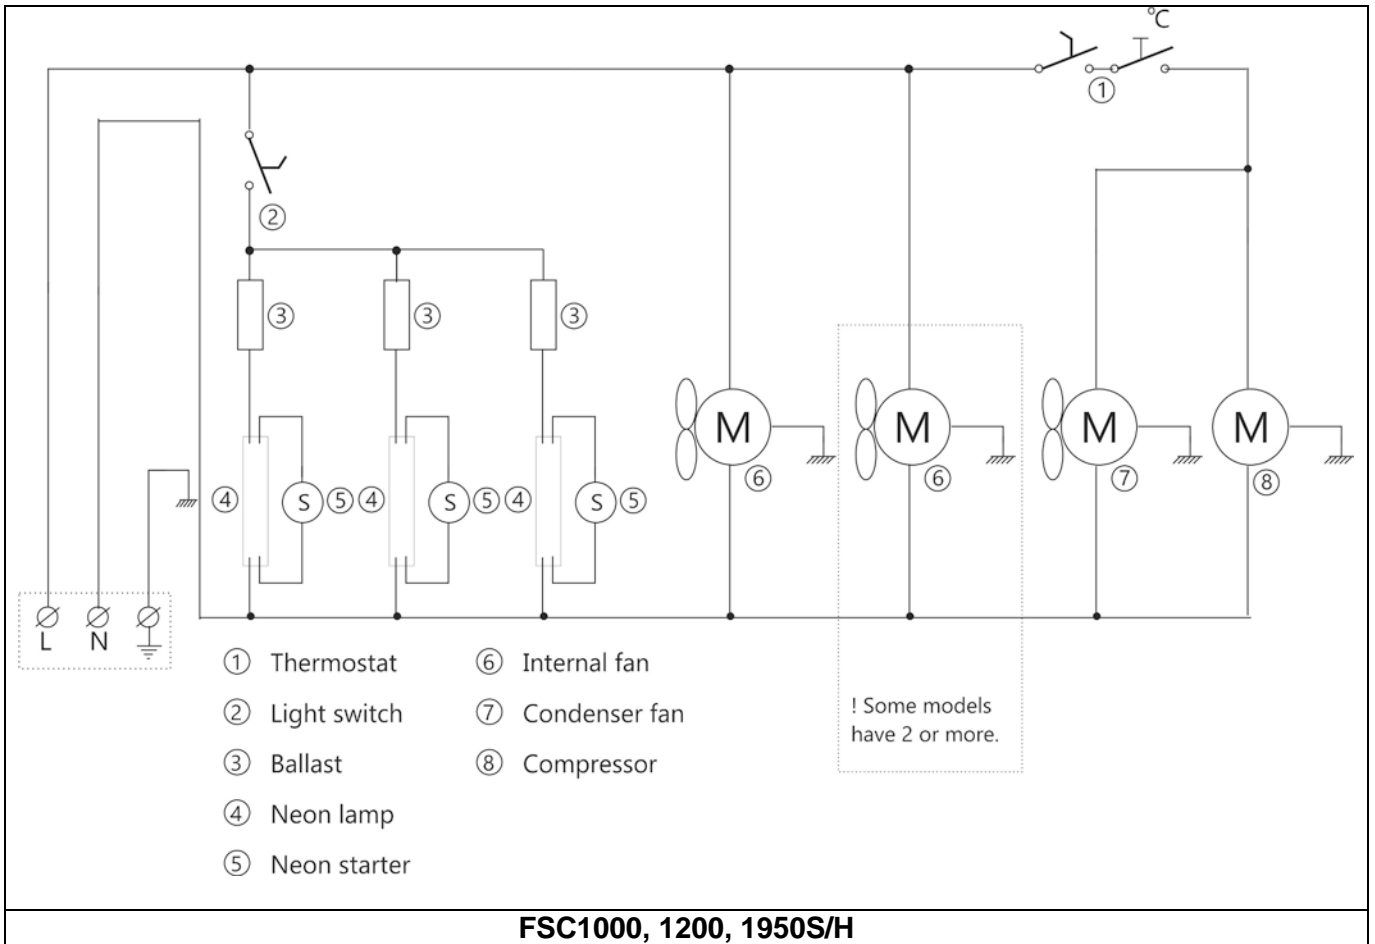 °C
①
②
③ ③ ③
M M M M
⑥ ⑥ ⑦ ⑧
④ S ⑤ ④ S ⑤ ④ S ⑤
L N
① Thermostat
② Light switch
③ Ballast
④ Neon lamp
⑤ Neon starter
⑥ Internal fan
⑦ Condenser fan
⑧ Compressor
! Some models
have 2 or more.
FSC1000, 1200, 1950S/H